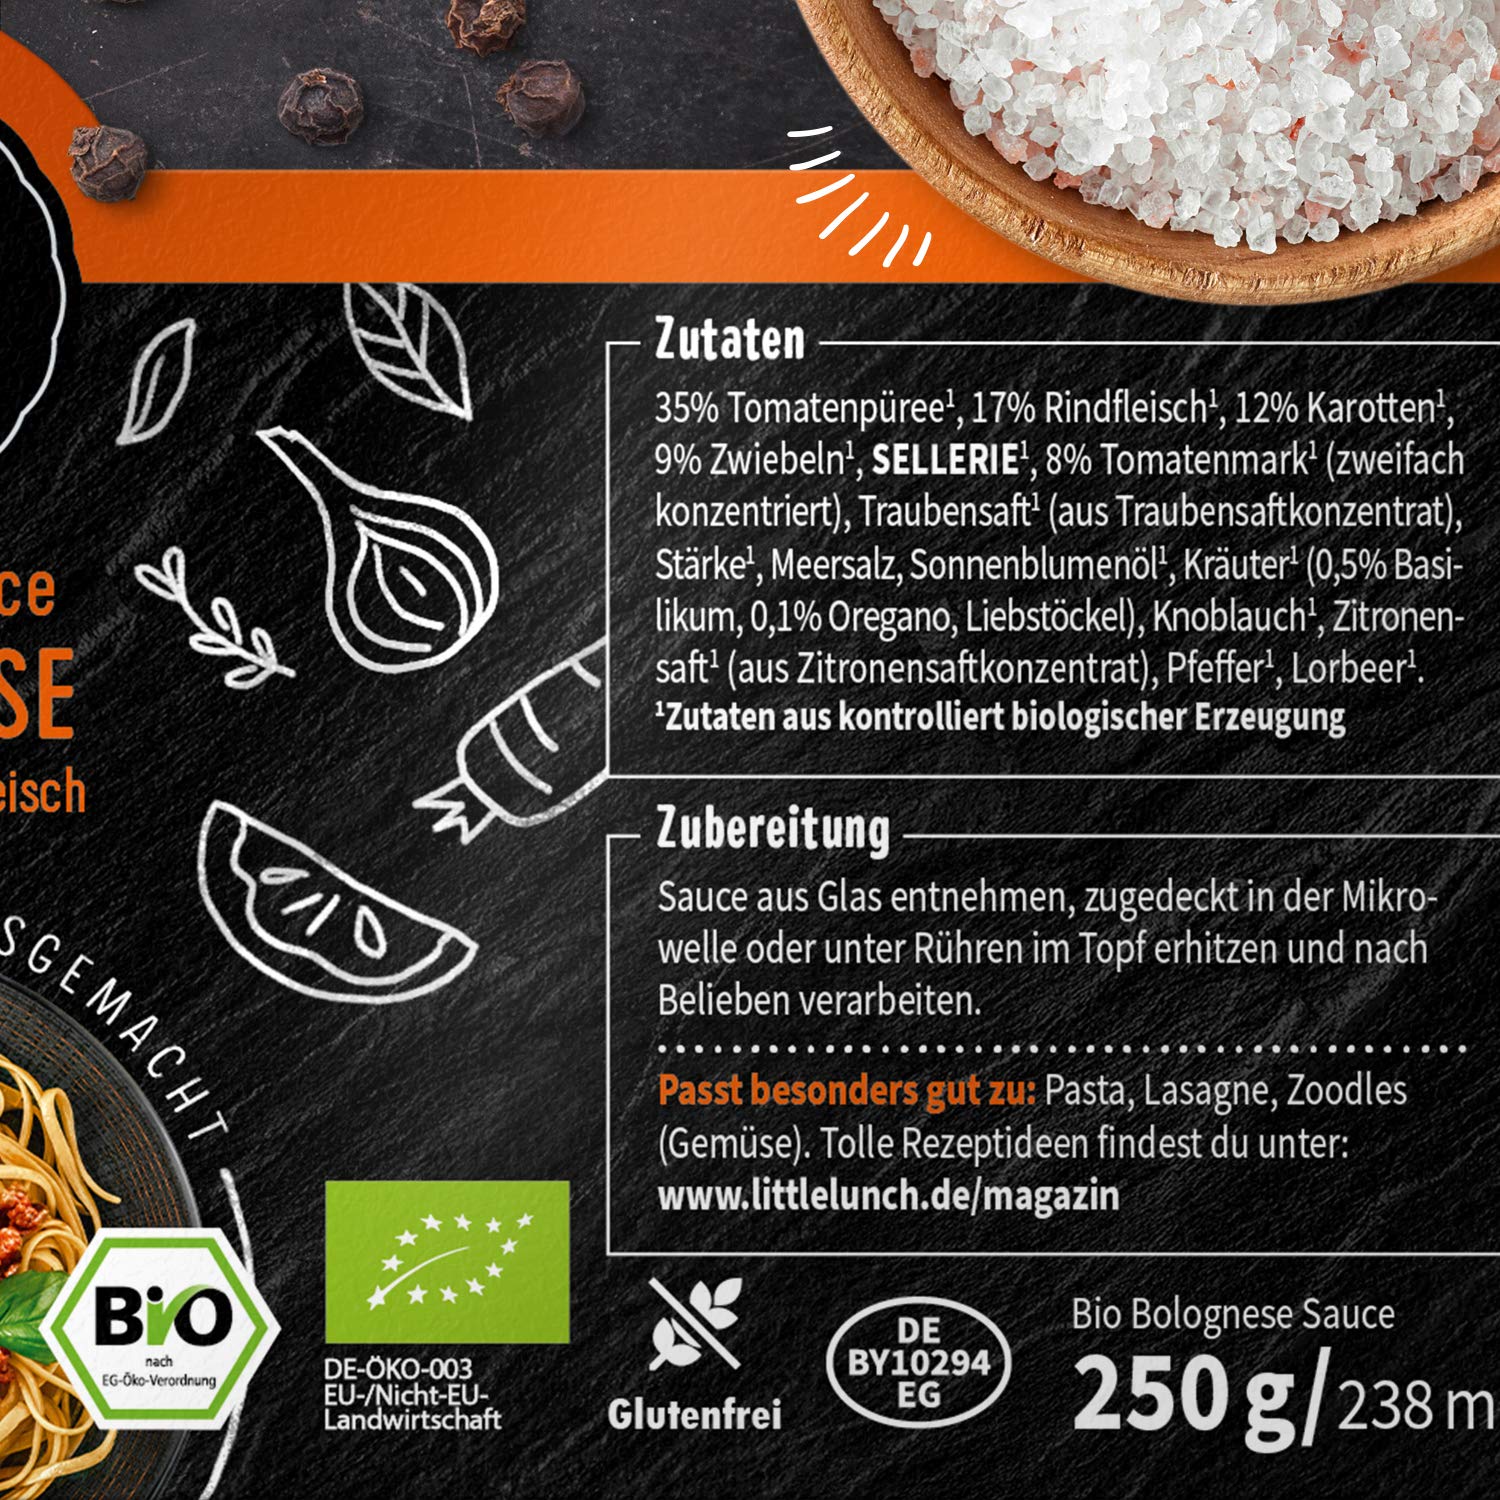 Zutaten
35% Tomatenpüree¹, 17% Rindfleisch¹, 12% Karotten¹,
9% Zwiebeln¹, SELLERIE¹, 8% Tomatenmark¹ (zweifach
konzentriert), Traubensaft¹ (aus Traubensaftkonzentrat),
Stärke¹, Meersalz, Sonnenblumenöl¹, Kräuter¹ (0,5% Basi-
likum, 0,1% Oregano, Liebstöckel), Knoblauch¹, Zitronen-
saft¹ (aus Zitronensaftkonzentrat), Pfeffer¹, Lorbeer¹.
¹Zutaten aus kontrolliert biologischer Erzeugung
ce
SE
eisch
SGEMACHT
Zubereitung
Sauce aus Glas entnehmen, zugedeckt in der Mikro-
welle oder unter Rühren im Topf erhitzen und nach
Belieben verarbeiten.
Passt besonders gut zu: Pasta, Lasagne, Zoodles
(Gemüse). Tolle Rezeptideen findest du unter:
www.littlelunch.de/magazin
Bio
nach
EG-Öko-Verordnung
DE-ÖKO-003
EU-/Nicht-EU-
Landwirtschaft
Glutenfrei
DE
BY10294
EG
Bio Bolognese Sauce
250 g/238 m